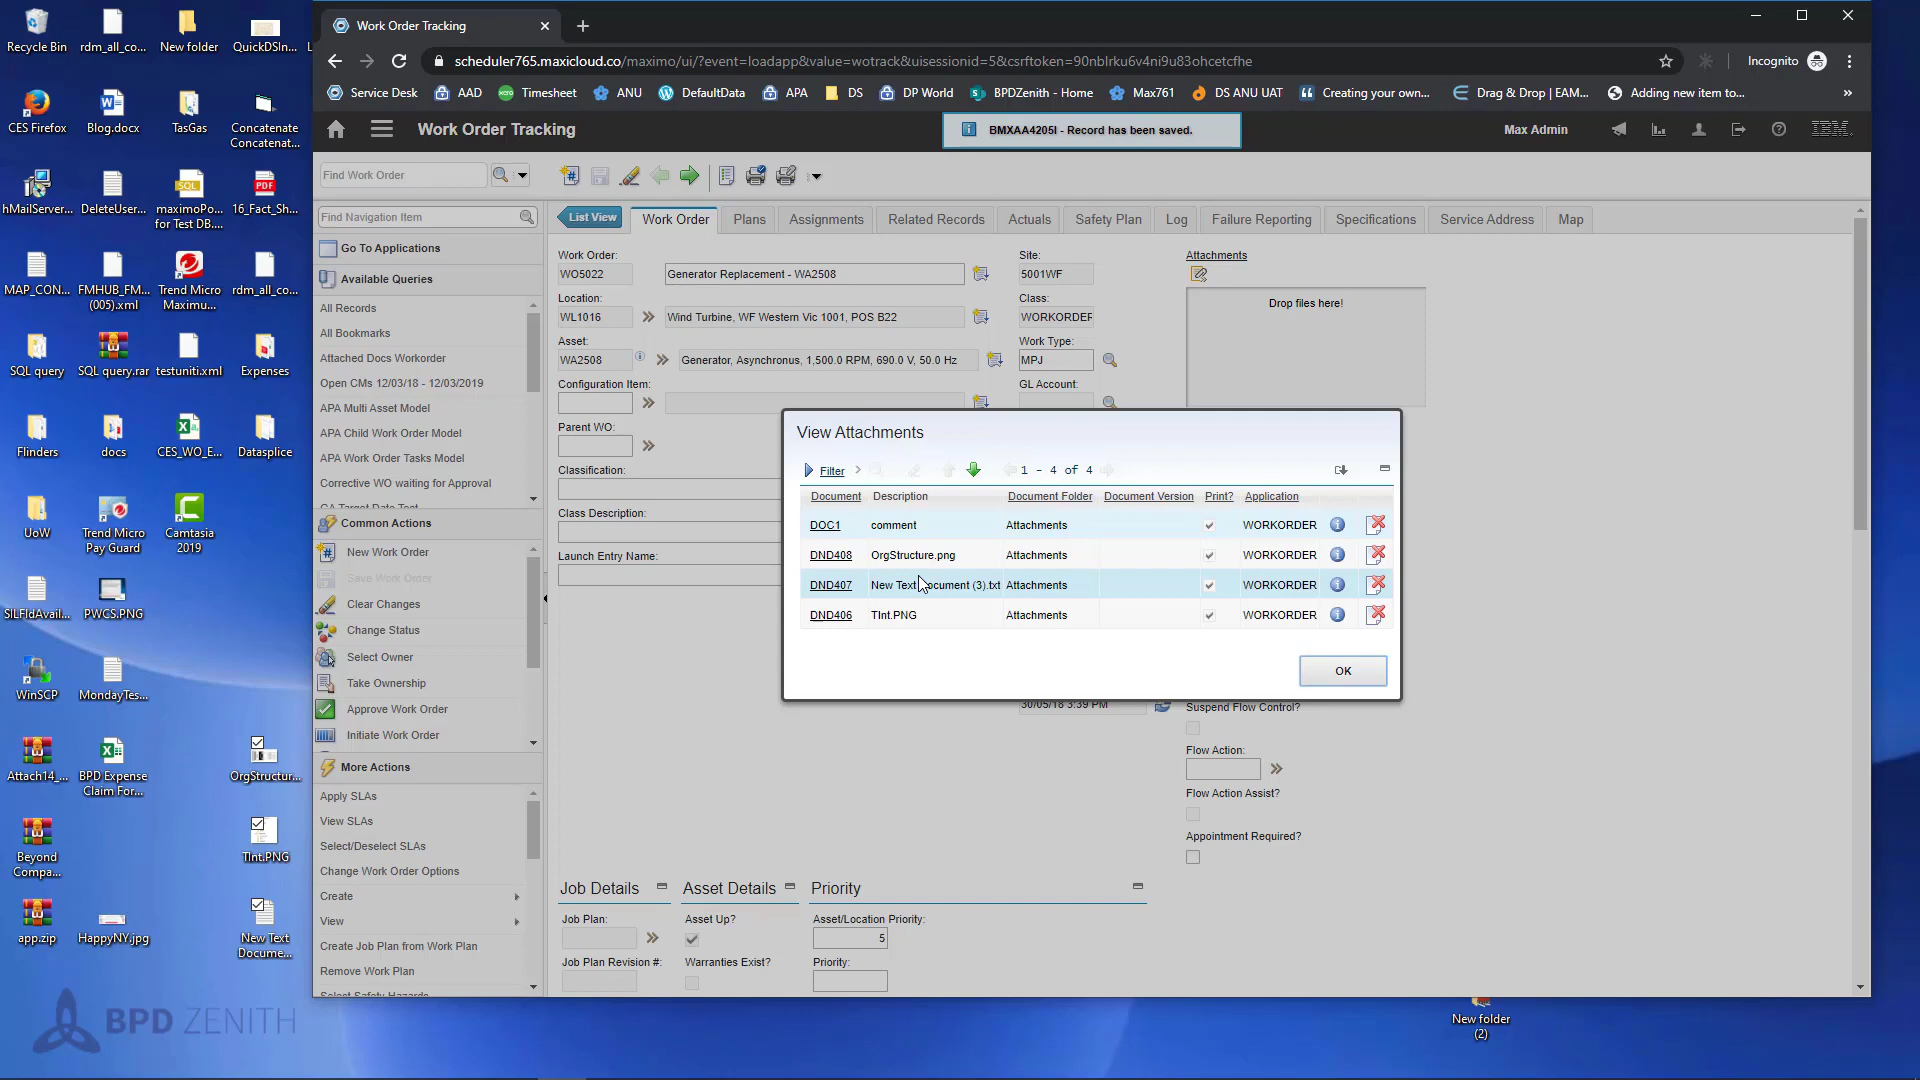 Recycle Bin
rdm_all_co...
New folder
QuickDSIn...
CES Firefox
Blog.docx
TasGas
Concatenate
Concatenat...
hMailServer...
DeleteUser...
maximoPo...
for Test DB....
16_Fact_Sh...
MAP_CON...
FMHUB_FM...
(005).xml
Trend Micro
Maximu...
rdm_all_co...
SQL query
SQL query.rar
testuniti.xml
Expenses
Flinders
docs
CES_WO_E...
Datasplice
UoW
Trend Micro
Pay Guard
Camtasia
2019
SILFldAvail...
PWCS.PNG
WinSCP
MondayTes...
Attach14_...
BPD Expense
Claim For...
OrgStructur...
Beyond
Compa...
TInt.PNG
app.zip
HappyNY.jpg
New Text
Docume...
BPD ZENITH
New folder
(2)
Work Order Tracking
scheduler765.maxicloud.co/maximo/ui/?event=loadapp&value=wotrack&uisessionid=5&csrftoken=90nblrku6v4ni9u83ohcetcfhe
Incognito
Service Desk
AAD
Timesheet
ANU
DefaultData
APA
DS
DP World
BPDZenith - Home
Max761
DS ANU UAT
Creating your own...
Drag & Drop | EAM...
Adding new item to...
»
Work Order Tracking
BMXAA4205I - Record has been saved.
Max Admin
IBM.
Find Work Order
Find Navigation Item
Go To Applications
Available Queries
All Records
All Bookmarks
Attached Docs Workorder
Open CMs 12/03/18 - 12/03/2019
APA Multi Asset Model
APA Child Work Order Model
APA Work Order Tasks Model
Corrective WO waiting for Approval
Common Actions
New Work Order
Save Work Order
Clear Changes
Change Status
Select Owner
Take Ownership
Approve Work Order
Initiate Work Order
More Actions
Apply SLAs
View SLAs
Select/Deselect SLAs
Change Work Order Options
Create
View
Create Job Plan from Work Plan
Remove Work Plan
Select Safety Hazards
List View
Work Order
Plans
Assignments
Related Records
Actuals
Safety Plan
Log
Failure Reporting
Specifications
Service Address
Map
Work Order:
WO5022
Generator Replacement - WA2508
Location:
WL1016
Wind Turbine, WF Western Vic 1001, POS B22
Asset:
WA2508
Generator, Asynchronus, 1,500.0 RPM, 690.0 V, 50.0 Hz
Configuration Item:
Parent WO:
Classification:
Class Description:
Launch Entry Name:
Site:
5001WF
Class:
WORKORDER
Work Type:
MPJ
GL Account:
Attachments
Drop files here!
View Attachments
Filter
1 - 4 of 4
Document Description Document Folder Document Version Print? Application
DOC1 comment Attachments WORKORDER
DND408 OrgStructure.png Attachments WORKORDER
DND407 New Text Document (3).txt Attachments WORKORDER
DND406 TInt.PNG Attachments WORKORDER
OK
30/05/18 3:39 PM
Suspend Flow Control?
Flow Action:
Flow Action Assist?
Appointment Required?
Job Details
Job Plan:
Job Plan Revision #:
Asset Details
Asset Up?
Warranties Exist?
Priority
Asset/Location Priority:
5
Priority: